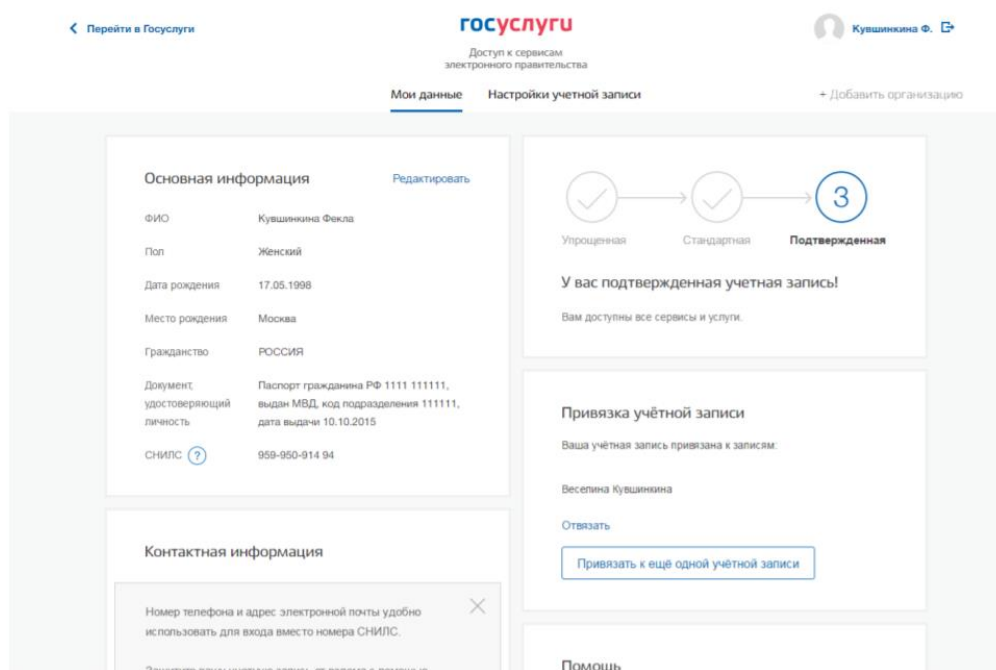 Перейти в Госуслуги
госуслуги
Кувшинкина Ф.
Доступ к сервисам
электронного правительства
Мои данные
Настройки учетной записи
+ Добавить организацию
Основная информация
Редактировать
ФИО Кувшинкина Фекла
Пол Женский
Дата рождения 17.05.1998
Место рождения Москва
Гражданство РОССИЯ
Документ, Паспорт гражданина РФ 1111 111111,
удостоверяющий выдан МВД, код подразделения 111111,
личность дата выдачи 10.10.2015
СНИЛС ? 959-950-914 94
Контактная информация
Номер телефона и адрес электронной почты удобно
использовать для входа вместо номера СНИЛС.
3
Упрощенная Стандартная Подтвержденная
У вас подтвержденная учетная запись!
Вам доступны все сервисы и услуги.
Привязка учётной записи
Ваша учётная запись привязана к записям:
Веселина Кувшинкина
Отвязать
Привязать к ещё одной учётной записи
Помощь